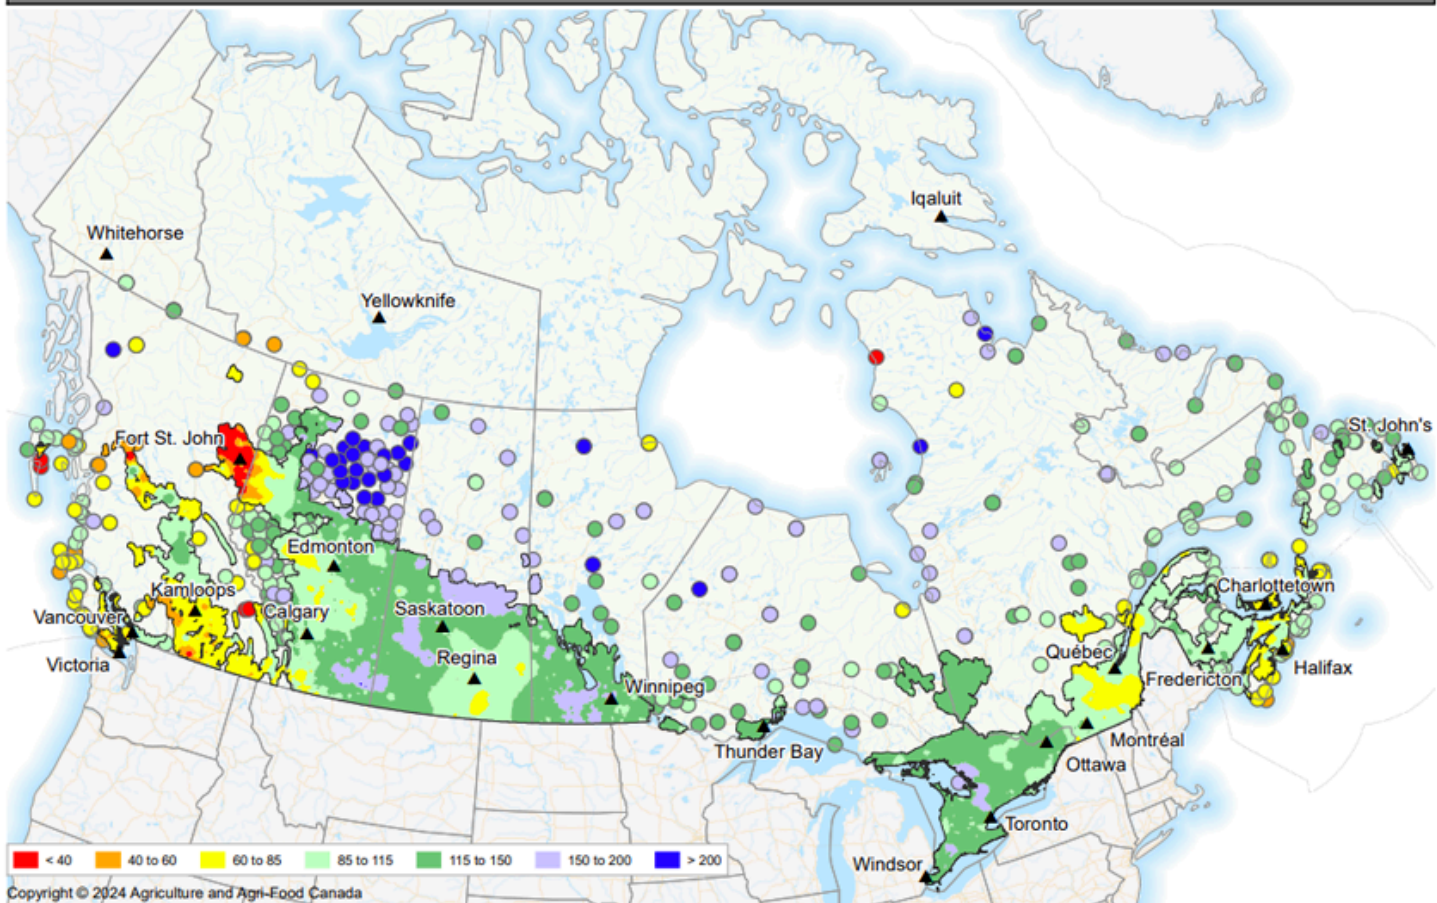 Iqaluit
Whitehorse
Yellowknife
St. John's
Fort St. John
Edmonton
Kamloops
Charlottetown
Vancouver
Calgary
Saskatoon
Québec
Victoria
Regina
Halifax
Fredericton
Winnipeg
Montréal
Thunder Bay
Ottawa
Toronto
Windsor
< 40
40 to 60
60 to 85
85 to 115
115 to 150
150 to 200
> 200
Copyright © 2024 Agriculture and Agri-Food Canada